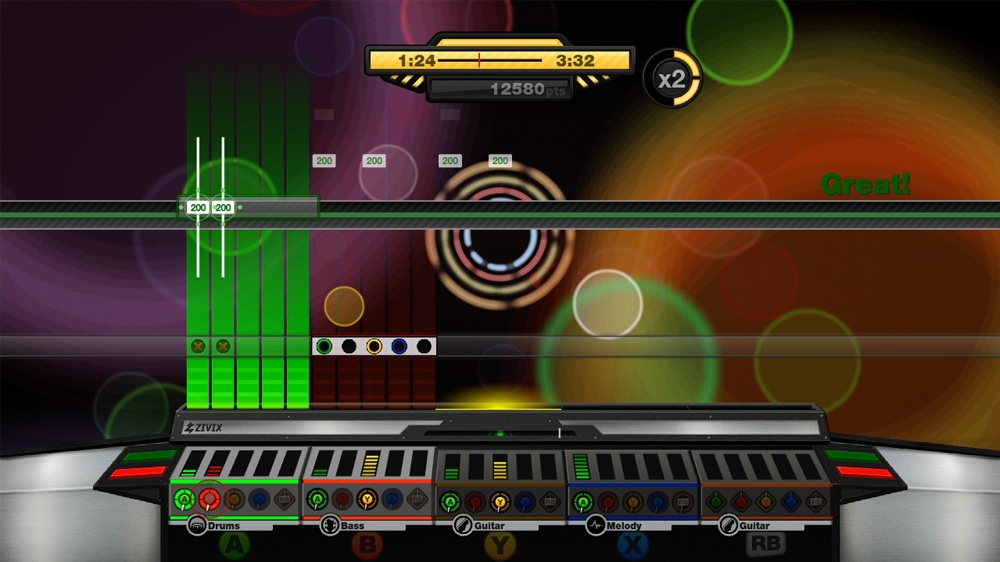 1:24 3:32
12580pts
x2
200 200 200 200
Great!
200 200
ZIVIX
A A Y A Y A
Drums Bass Guitar Melody Guitar
A B Y X RB